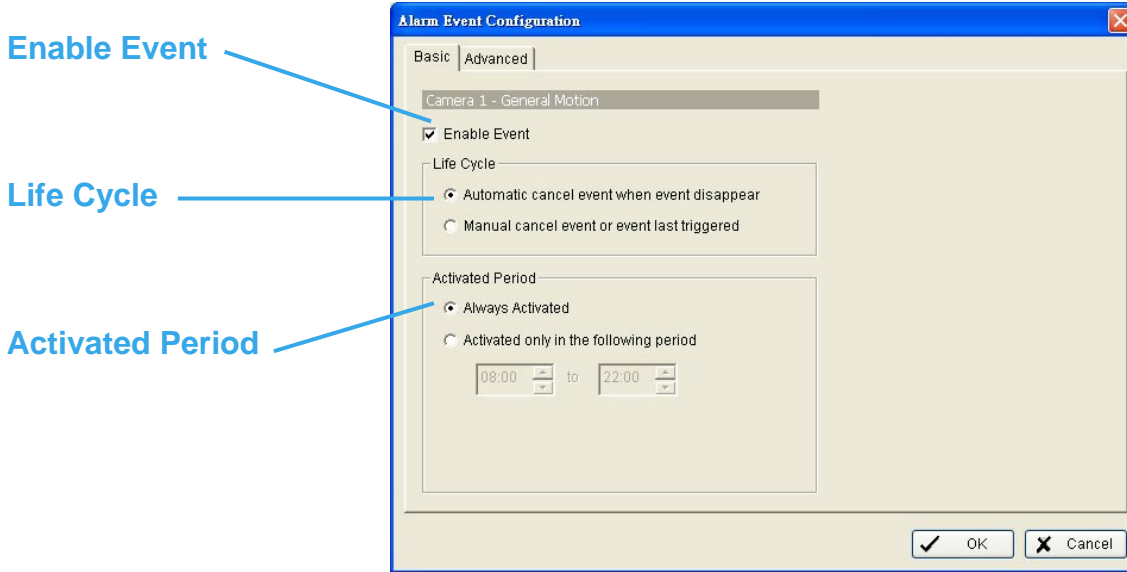 Alarm Event Configuration
Enable Event
Basic Advanced
Camera 1 - General Motion
Enable Event
Life Cycle
Life Cycle
Automatic cancel event when event disappear
Manual cancel event or event last triggered
Activated Period
Activated Period
Always Activated
Activated only in the following period
08:00 to 22:00
OK Cancel